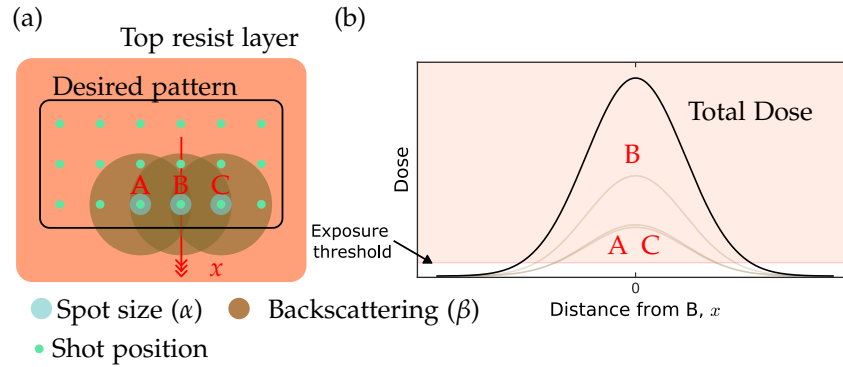 (a)
Top resist layer
Desired pattern
A B C
x
Spot size (α)
Backscattering (β)
Shot position
(b)
Total Dose
B
A C
Dose
Exposure
threshold
0
Distance from B, x